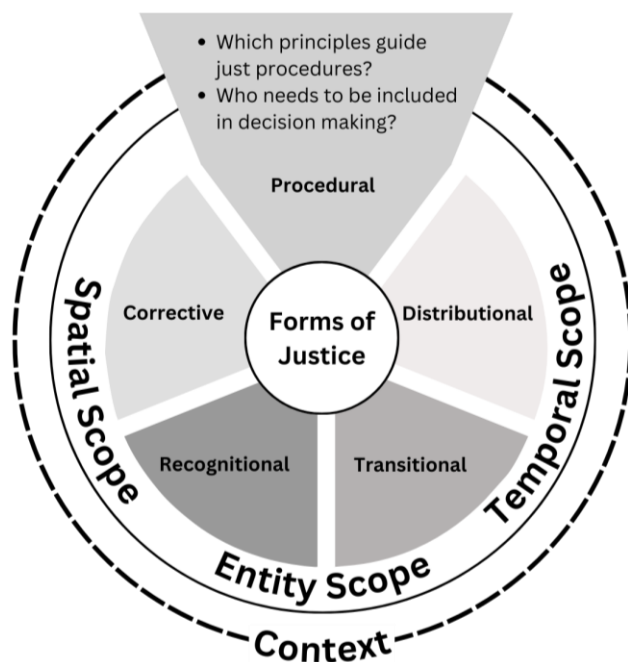 • Which principles guide
just procedures?
• Who needs to be included
in decision making?
Procedural
Corrective
Forms of
Justice
Distributional
Recognitional
Transitional
Spatial Scope
Temporal Scope
Entity Scope
Context